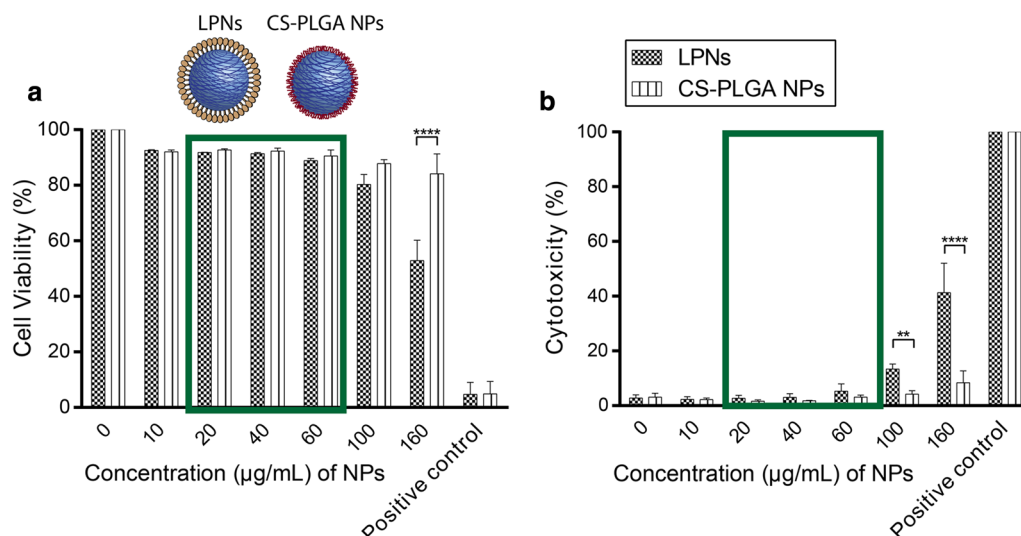 LPNs
CS-PLGA NPs
a
Cell Viability (%)
100
80
60
40
20
0
****
0
10
20
40
60
100
160
Positive control
Concentration (µg/mL) of NPs
LPNs
CS-PLGA NPs
b
Cytotoxicity (%)
100
80
60
40
20
0
**
****
0
10
20
40
60
100
160
Positive control
Concentration (µg/mL) of NPs